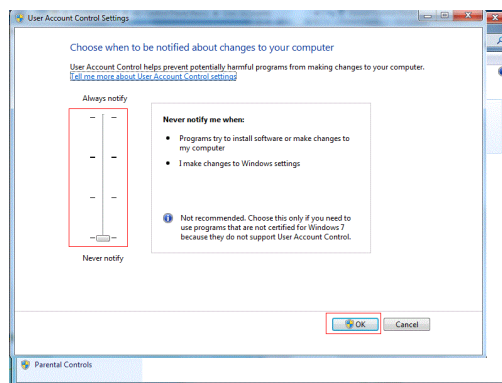 User Account Control Settings
Choose when to be notified about changes to your computer
User Account Control helps prevent potentially harmful programs from making changes to your computer.
Tell me more about User Account Control settings
Always notify
Never notify me when:
• Programs try to install software or make changes to
my computer
• I make changes to Windows settings
Not recommended. Choose this only if you need to
use programs that are not certified for Windows 7
because they do not support User Account Control.
Never notify
OK Cancel
Parental Controls